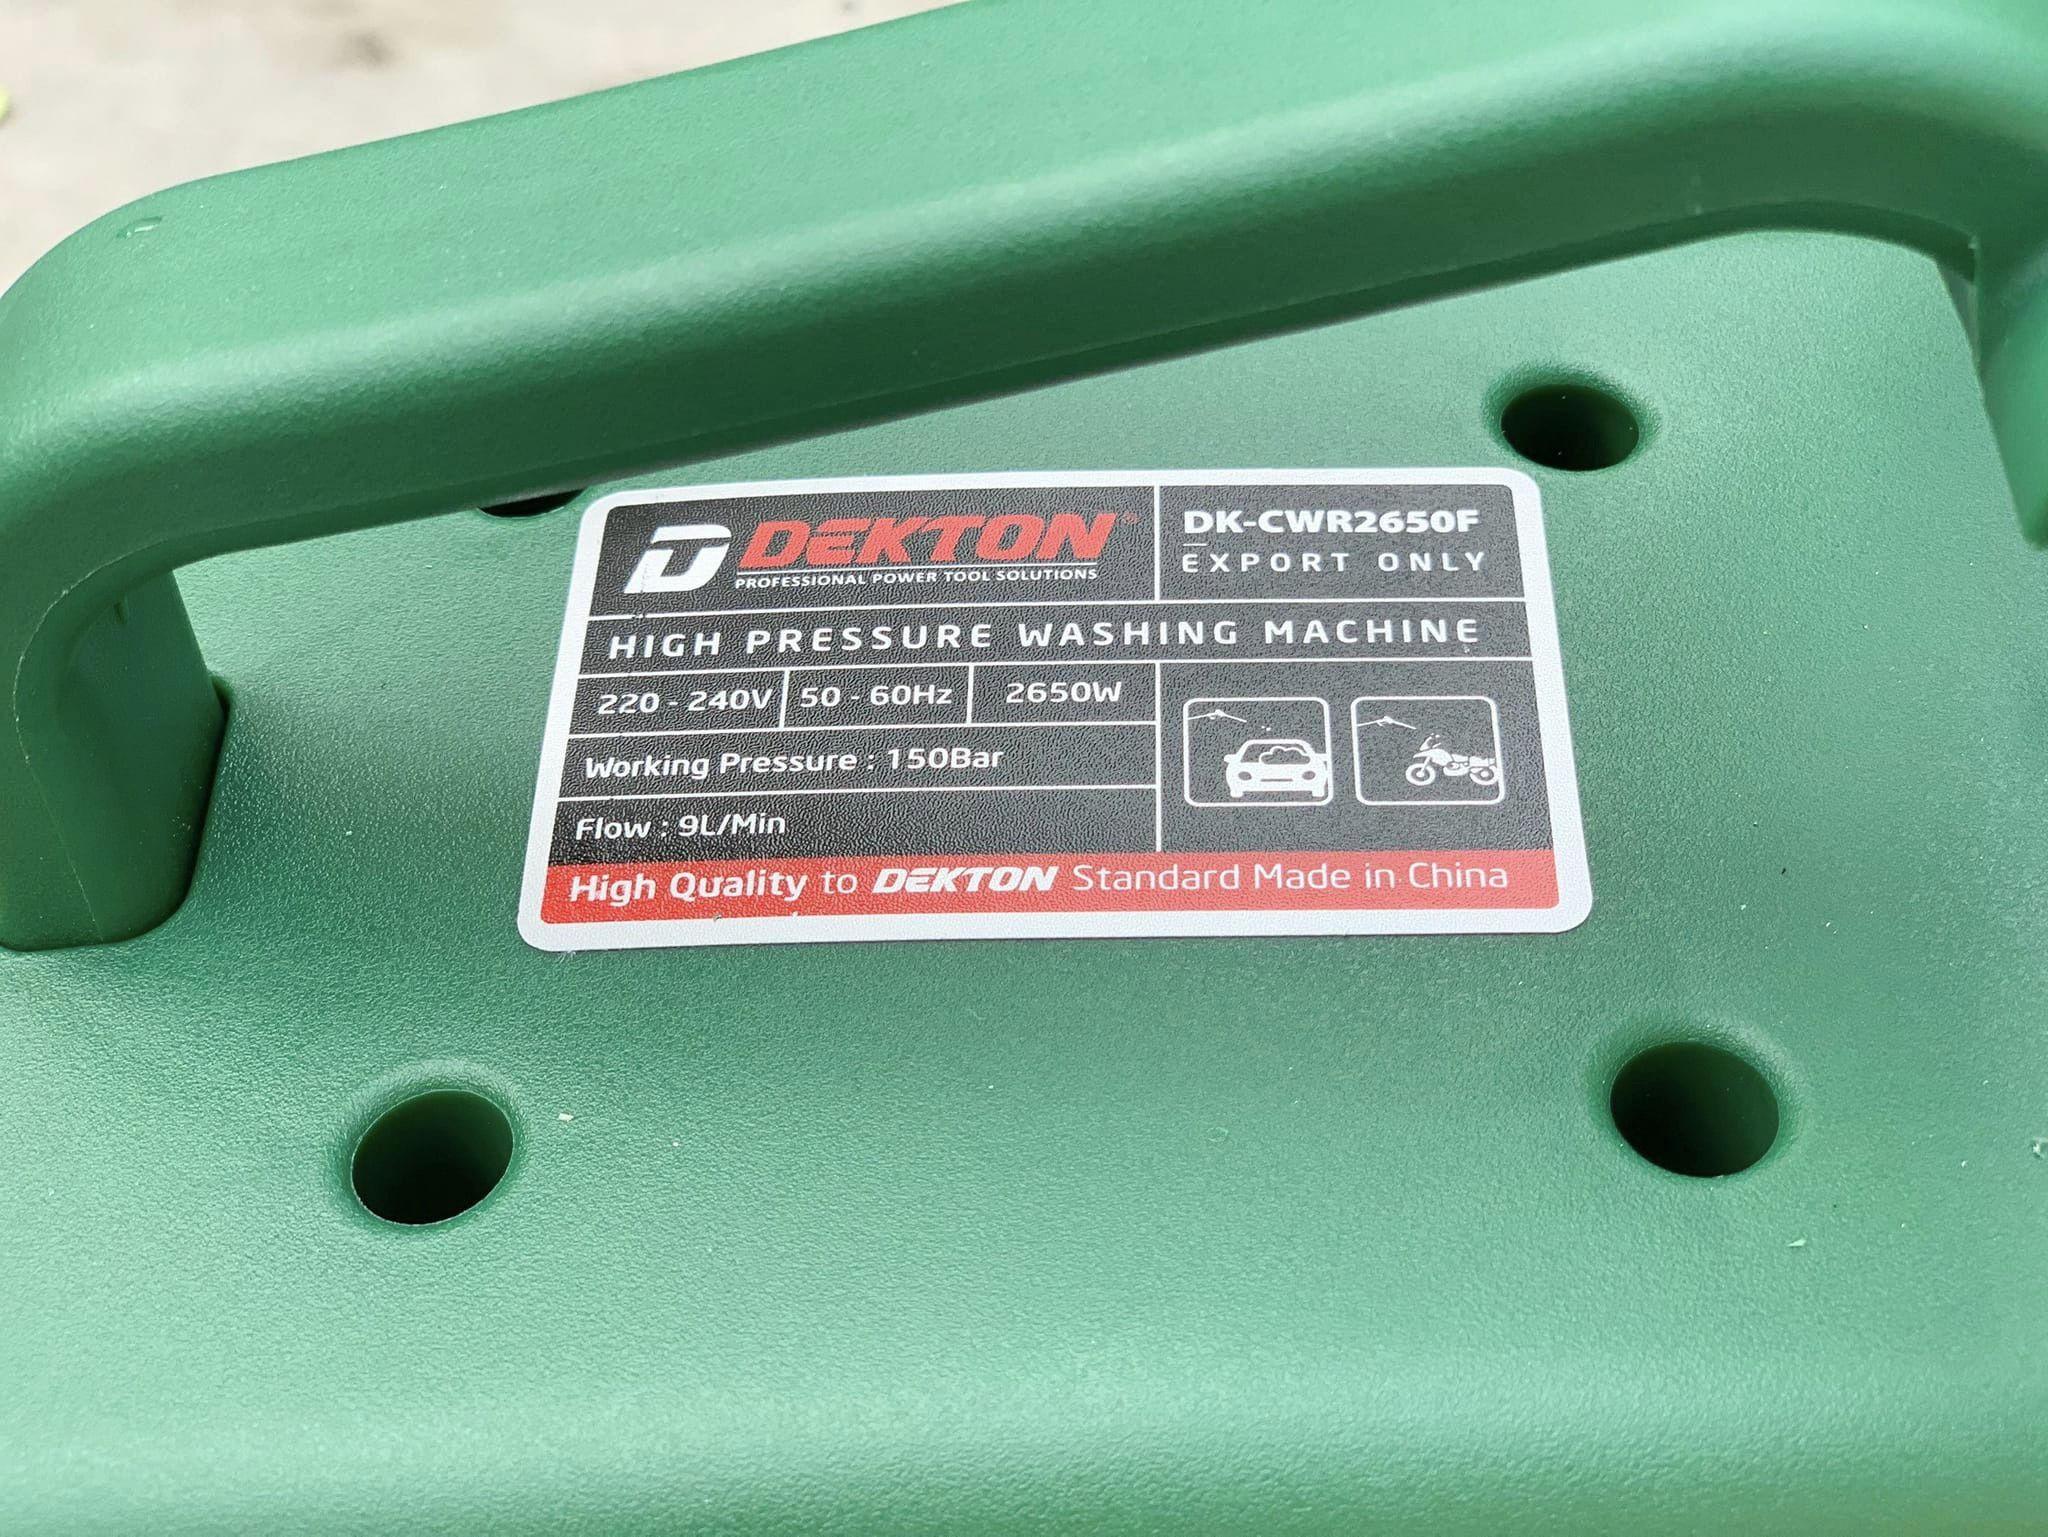 DEKTON®
PROFESSIONAL POWER TOOL SOLUTIONS
DK-CWR2650F
EXPORT ONLY
HIGH PRESSURE WASHING MACHINE
220 - 240V 50 - 60Hz 2650W
Working Pressure : 150Bar
Flow : 9L/Min
High Quality to DEKTON Standard Made in China